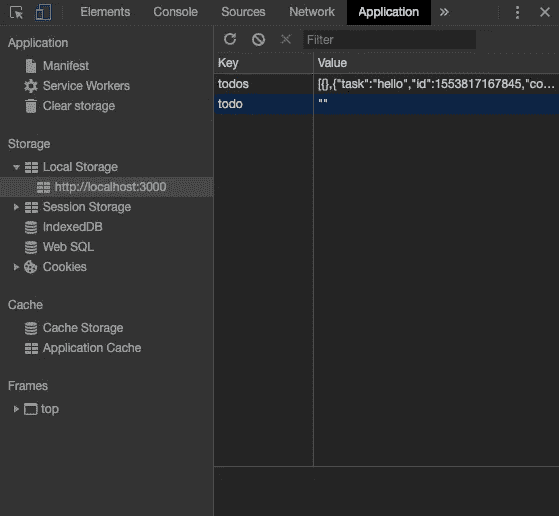 Elements Console Sources Network Application »
Application
Manifest
Service Workers
Clear storage
Storage
Local Storage
http://localhost:3000
Session Storage
IndexedDB
Web SQL
Cookies
Cache
Cache Storage
Application Cache
Frames
top
Filter
Key Value
todos [{},{"task":"hello","id":1553817167845,"co…
todo ""